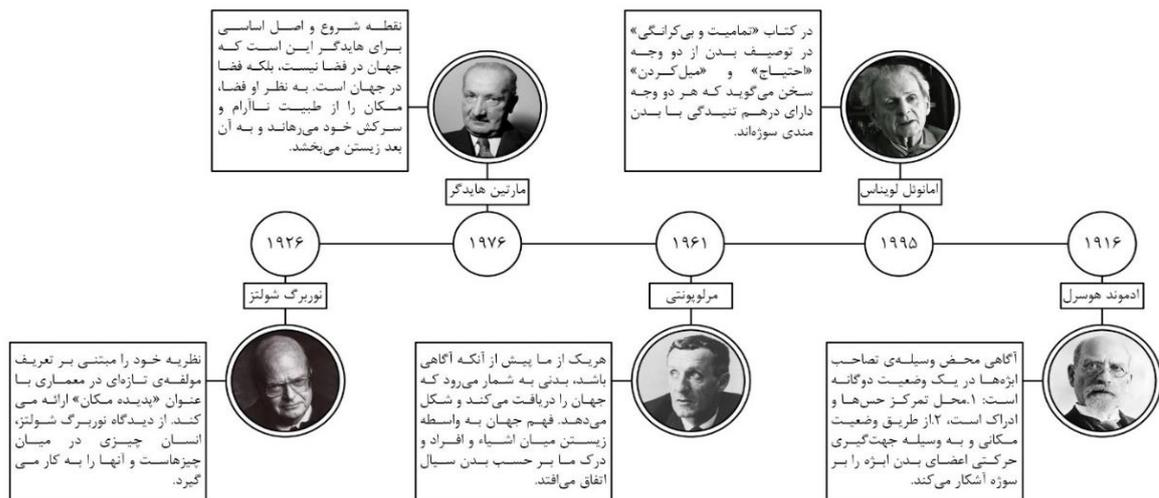 در کتاب «تمامیت و بی‌کرانگی»
در توصیف بدن از دو وجه
«احتیاج» و «میل‌کردن»
سخن می‌گوید که هر دو وجه
دارای درهم تنیدگی با بدن
مندی سوژه‌اند.
امانوئل لویناس
نقطه شروع و اصل اساسی
برای هایدگر این است که
جهان در فضا نیست، بلکه فضا
در جهان است. به نظر او فضا،
مکان را از طبیت ناآرام و
سرکش خود می‌رهاند و به آن
بعد زیستن می‌بخشد.
مارتین هایدگر
۱۹۱۶
۱۹۹۵
۱۹۶۱
۱۹۷۶
۱۹۲۶
ادموند هوسرل
آگاهی محض وسیله‌ی تصاحب
ابژه‌ها در یک وضعیت دوگانه
است: ۱.محل تمرکز حس‌ها و
ادراک است، ۲.از طریق وضعیت
مکانی و به وسیله جهت‌گیری
حرکتی اعضای بدن ابژه را بر
سوژه آشکار می‌کند.
مرلوپونتی
هریک از ما پیش از آنکه آگاهی
باشد، بدنی به شمار می‌رود که
جهان را دریافت می‌کند و شکل
می‌دهد. فهم جهان به واسطه
زیستن میان اشیاء و افراد و
درک ما بر حسب بدن سیال
اتفاق می‌افتد.
نوربرگ شولتز
نظریه خود را مبتنی بر تعریف
مولفه‌ی تازه‌ای در معماری با
عنوان «پدیده مکان» ارائه می
کند. از دیدگاه نوربرگ شولتز،
انسان چیزی در میان
چیزهاست و آنها را به کار می
گیرد.